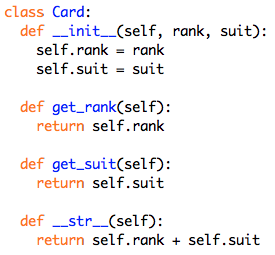 class Card:
  def __init__(self, rank, suit):
    self.rank = rank
    self.suit = suit

  def get_rank(self):
    return self.rank

  def get_suit(self):
    return self.suit

  def __str__(self):
    return self.rank + self.suit